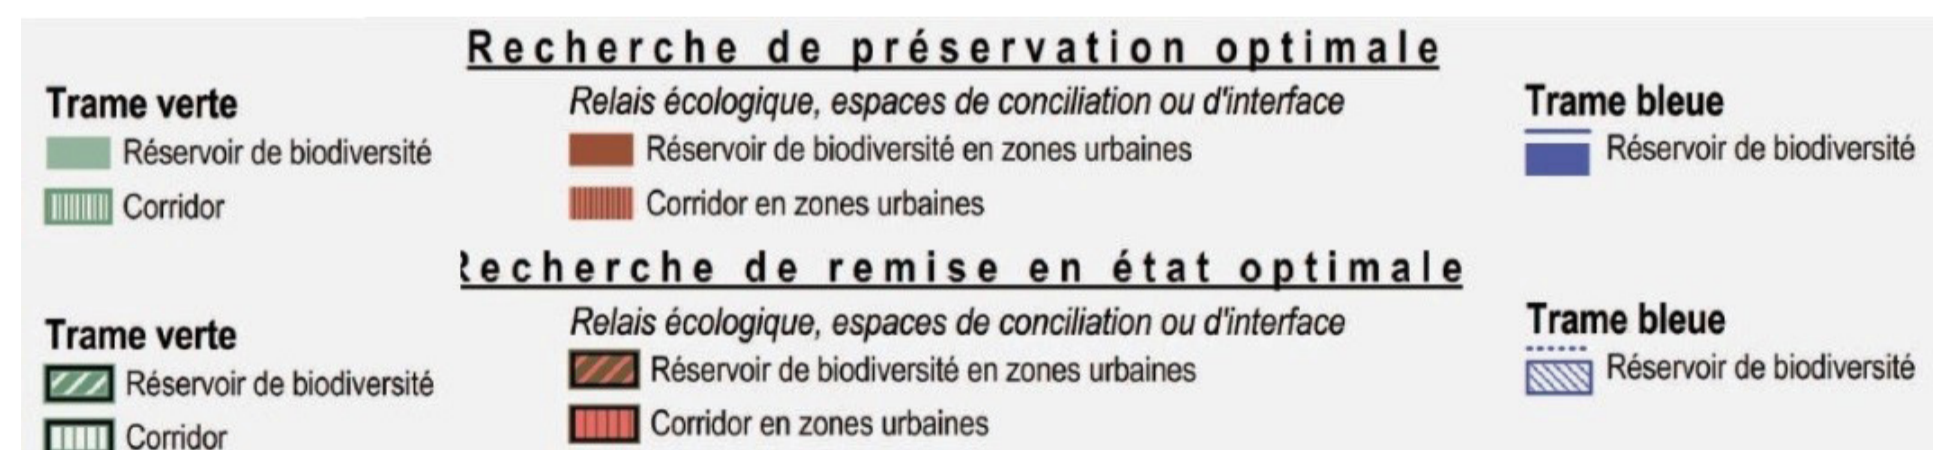 Recherche de préservation optimale
Trame verte
Réservoir de biodiversité
Corridor
Relais écologique, espaces de conciliation ou d'interface
Réservoir de biodiversité en zones urbaines
Corridor en zones urbaines
Trame bleue
Réservoir de biodiversité
Recherche de remise en état optimale
Trame verte
Réservoir de biodiversité
Corridor
Relais écologique, espaces de conciliation ou d'interface
Réservoir de biodiversité en zones urbaines
Corridor en zones urbaines
Trame bleue
Réservoir de biodiversité